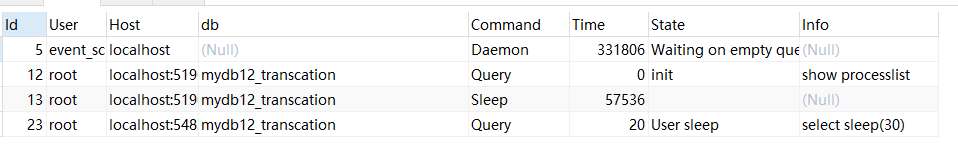 Id User Host db Command Time State Info
5 event_sc localhost (Null) Daemon 331806 Waiting on empty que (Null)
12 root localhost:519 mydb12_transcation Query 0 init show processlist
13 root localhost:519 mydb12_transcation Sleep 57536 (Null)
23 root localhost:548 mydb12_transcation Query 20 User sleep select sleep(30)